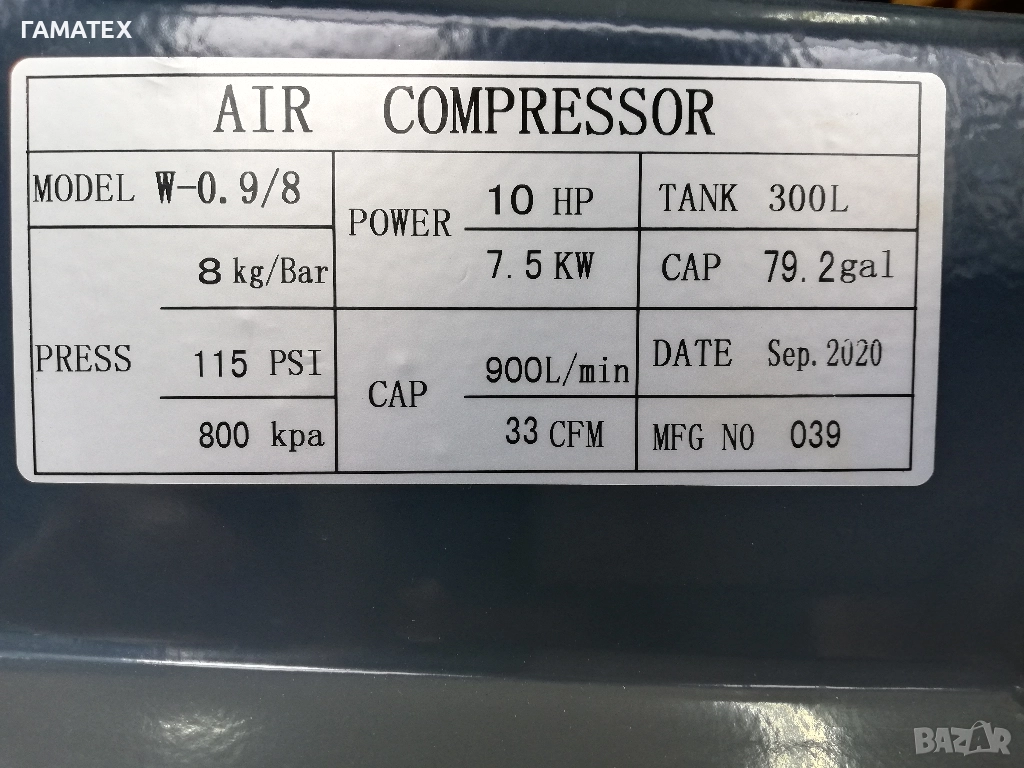 ГАМАТЕХ
AIR COMPRESSOR
MODEL W-0.9/8
PRESS
8 kg/Bar
115 PSI
800 kpa
POWER
10 HP
7.5 KW
CAP
900L/min
33 CFM
TANK 300L
CAP 79.2gal
DATE Sep. 2020
MFG NO 039
BAZAR